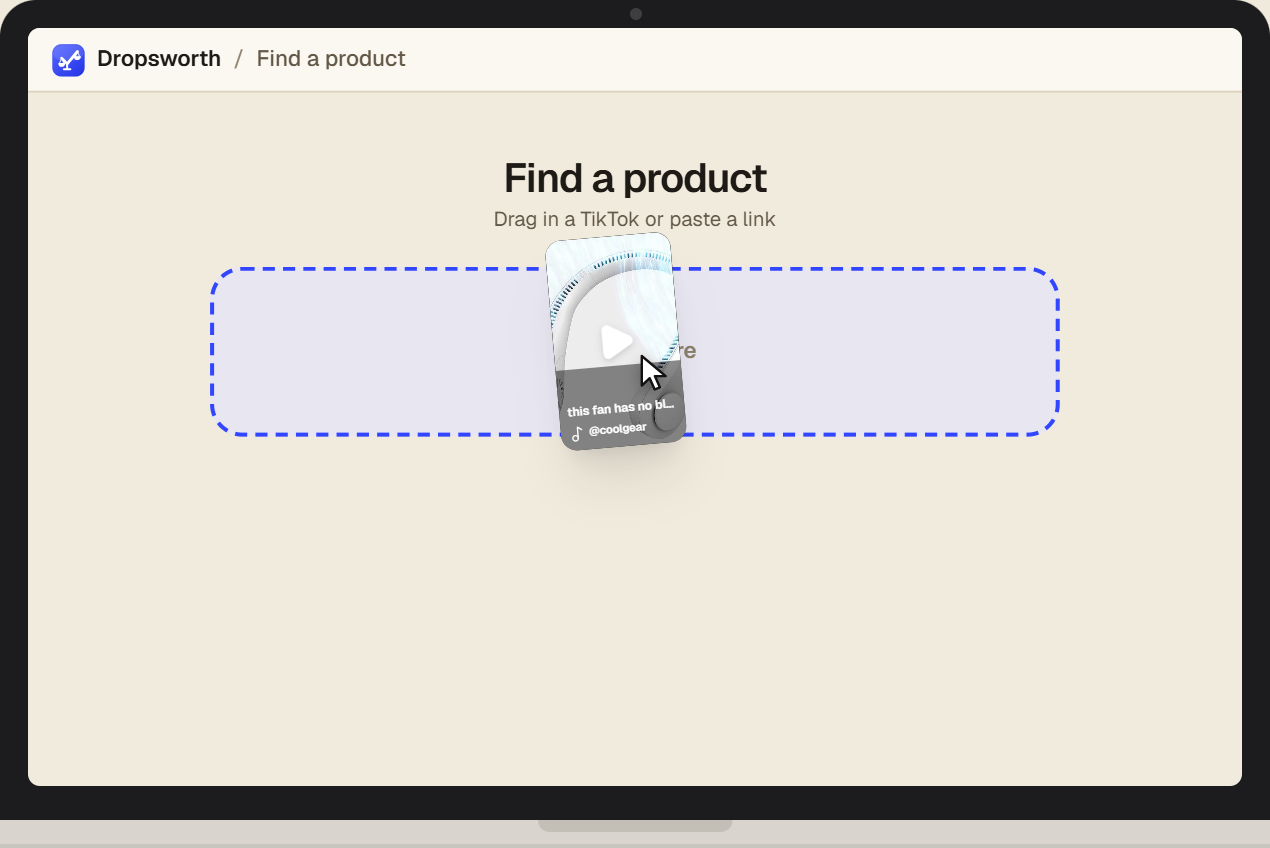 Dropsworth / Find a product
Find a product
Drag in a TikTok or paste a link
this fan has no bl...
@coolgear